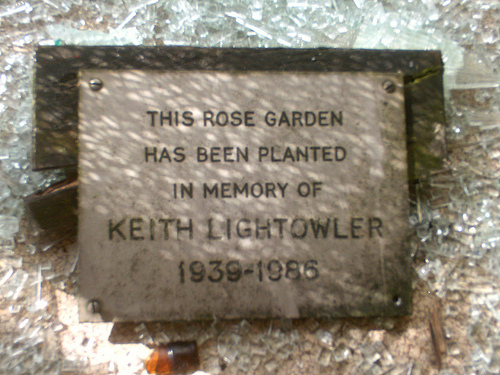 THIS ROSE GARDEN
HAS BEEN PLANTED
IN MEMORY OF
KEITH LIGHTOWLER
1939-1986